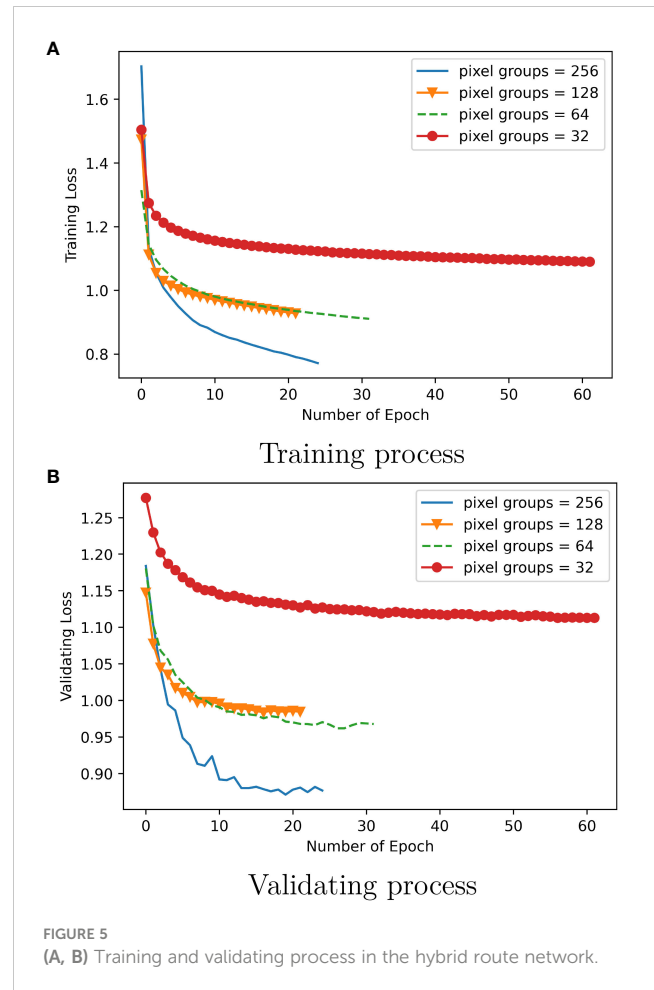 A
1.6
1.4
1.2
1.0
0.8
Training Loss
pixel groups = 256
pixel groups = 128
pixel groups = 64
pixel groups = 32
0 10 20 30 40 50 60
Number of Epoch
Training process
B
1.25
1.20
1.15
1.10
1.05
1.00
0.95
0.90
Validating Loss
pixel groups = 256
pixel groups = 128
pixel groups = 64
pixel groups = 32
0 10 20 30 40 50 60
Number of Epoch
Validating process
FIGURE 5
(A, B) Training and validating process in the hybrid route network.